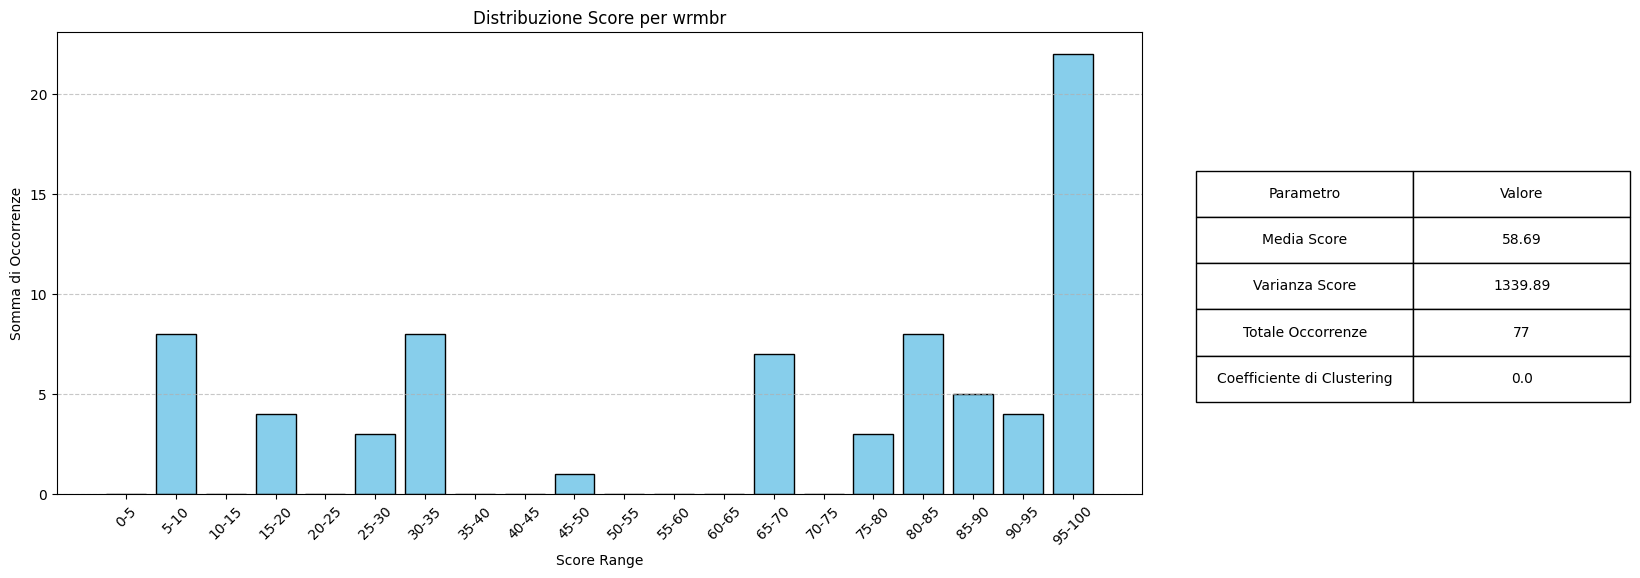 Distribuzione Score per wrmbr
Somma di Occorrenze
20
15
10
5
0
0-5 5-10 10-15 15-20 20-25 25-30 30-35 35-40 40-45 45-50 50-55 55-60 60-65 65-70 70-75 75-80 80-85 85-90 90-95 95-100
Score Range
Parametro Valore
Media Score 58.69
Varianza Score 1339.89
Totale Occorrenze 77
Coefficiente di Clustering 0.0